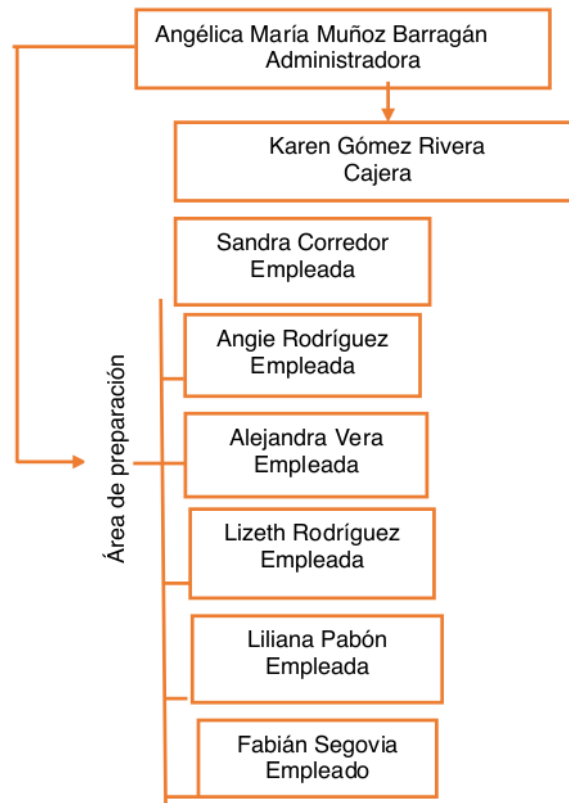 Angélica María Muñoz Barragán
Administradora
Karen Gómez Rivera
Cajera
Sandra Corredor
Empleada
Angie Rodríguez
Empleada
Área de preparación
Alejandra Vera
Empleada
Lizeth Rodríguez
Empleada
Liliana Pabón
Empleada
Fabián Segovia
Empleado